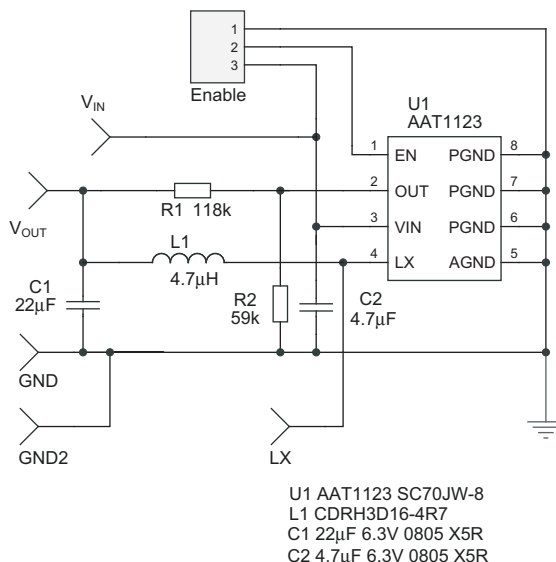 1
2
3
Enable
V_IN
U1
AAT1123
1 EN PGND 8
2 OUT PGND 7
3 VIN PGND 6
4 LX AGND 5
V_OUT
R1 118k
L1
4.7μH
C1
22μF
R2
59k
C2
4.7μF
GND
GND2
LX
U1 AAT1123 SC70JW-8
L1 CDRH3D16-4R7
C1 22μF 6.3V 0805 X5R
C2 4.7μF 6.3V 0805 X5R